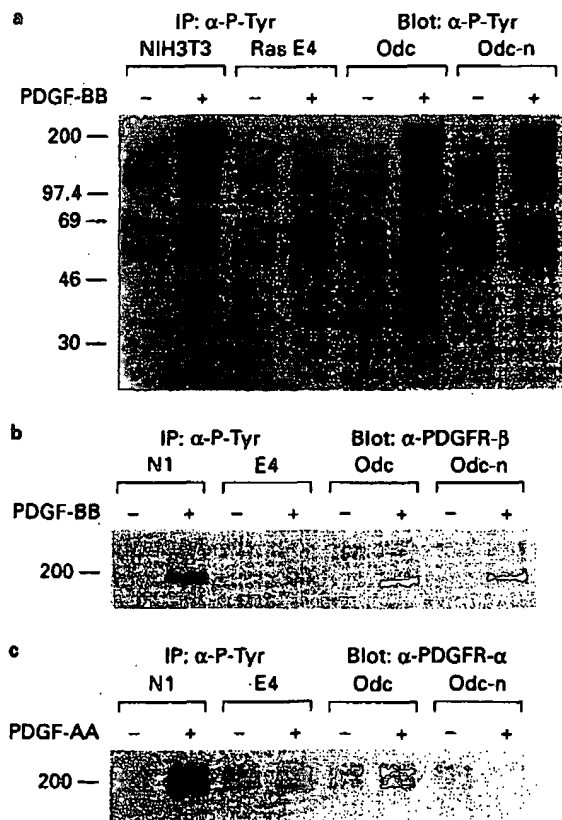 a
IP: α-P-Tyr Blot: α-P-Tyr
NIH3T3 Ras E4 Odc Odc-n
PDGF-BB – + – + – + – +
200
97.4
69
46
30
b
IP: α-P-Tyr Blot: α-PDGFR-β
N1 E4 Odc Odc-n
PDGF-BB – + – + – + – +
200
c
IP: α-P-Tyr Blot: α-PDGFR-α
N1 E4 Odc Odc-n
PDGF-AA – + – + – + – +
200